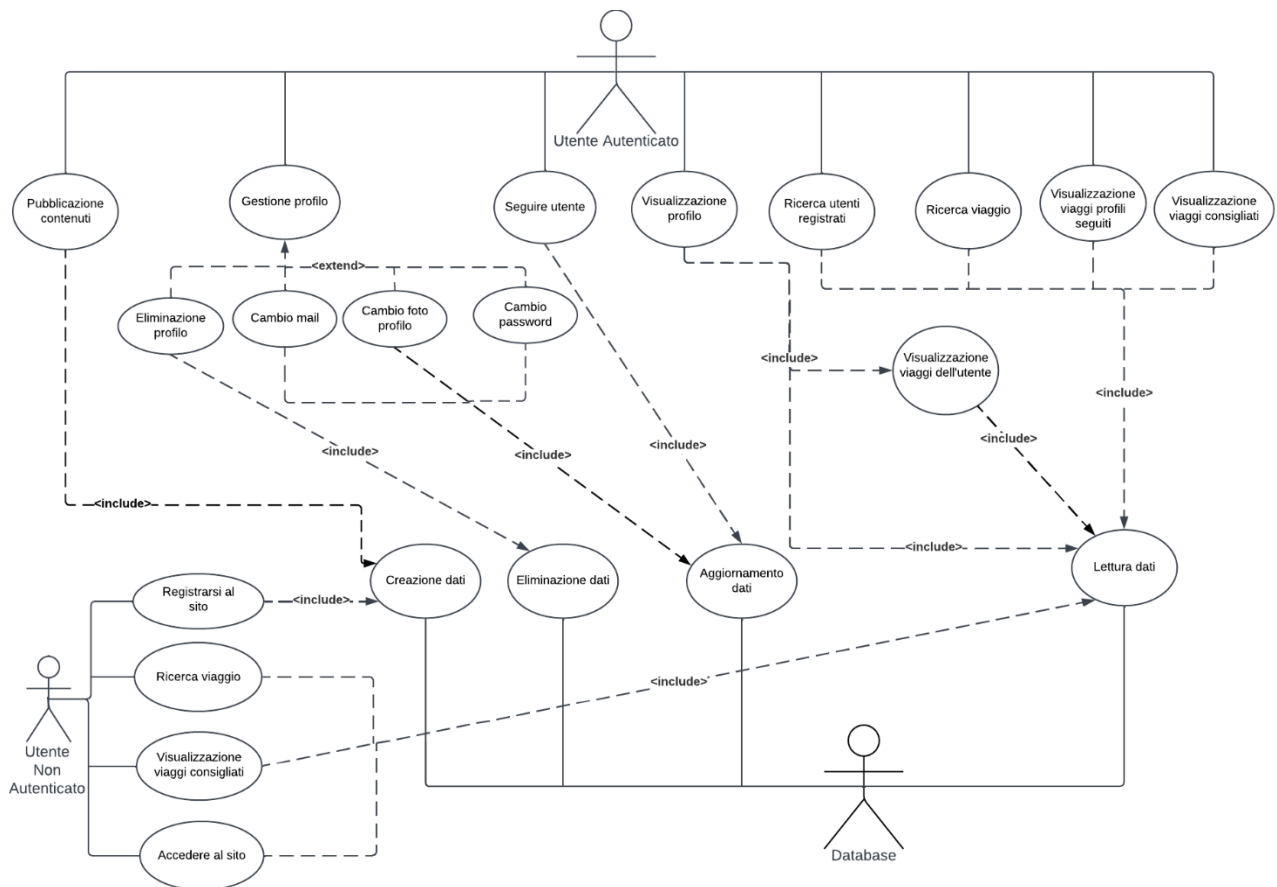 Utente Autenticato
Pubblicazione
contenuti
Gestione profilo
Seguire utente
Visualizzazione
profilo
Ricerca utenti
registrati
Ricerca viaggio
Visualizzazione
viaggi profili
seguiti
Visualizzazione
viaggi consigliati
<extend>
Eliminazione
profilo
Cambio mail
Cambio foto
profilo
Cambio
password
<include>
Visualizzazione
viaggi dell'utente
<include>
<include>
<include>
<include>
<include>
<include>
<include>
Creazione dati
Eliminazione dati
Aggiornamento
dati
Lettura dati
Registrarsi al
sito
<include>
Ricerca viaggio
<include>
Utente
Non
Autenticato
Visualizzazione
viaggi consigliati
Accedere al sito
Database